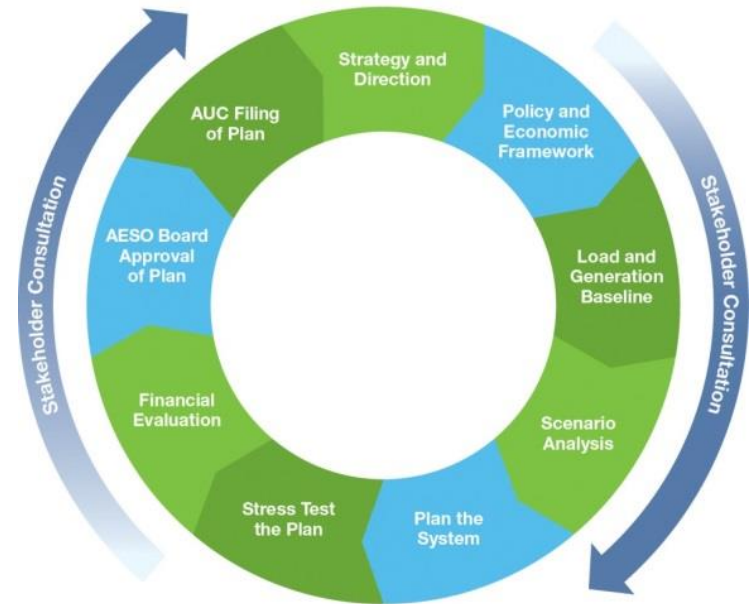 Strategy and
Direction
Policy and
Economic
Framework
Load and
Generation
Baseline
Scenario
Analysis
Plan the
System
Stress Test
the Plan
Financial
Evaluation
AESO Board
Approval
of Plan
AUC Filing
of Plan
Stakeholder Consultation
Stakeholder Consultation